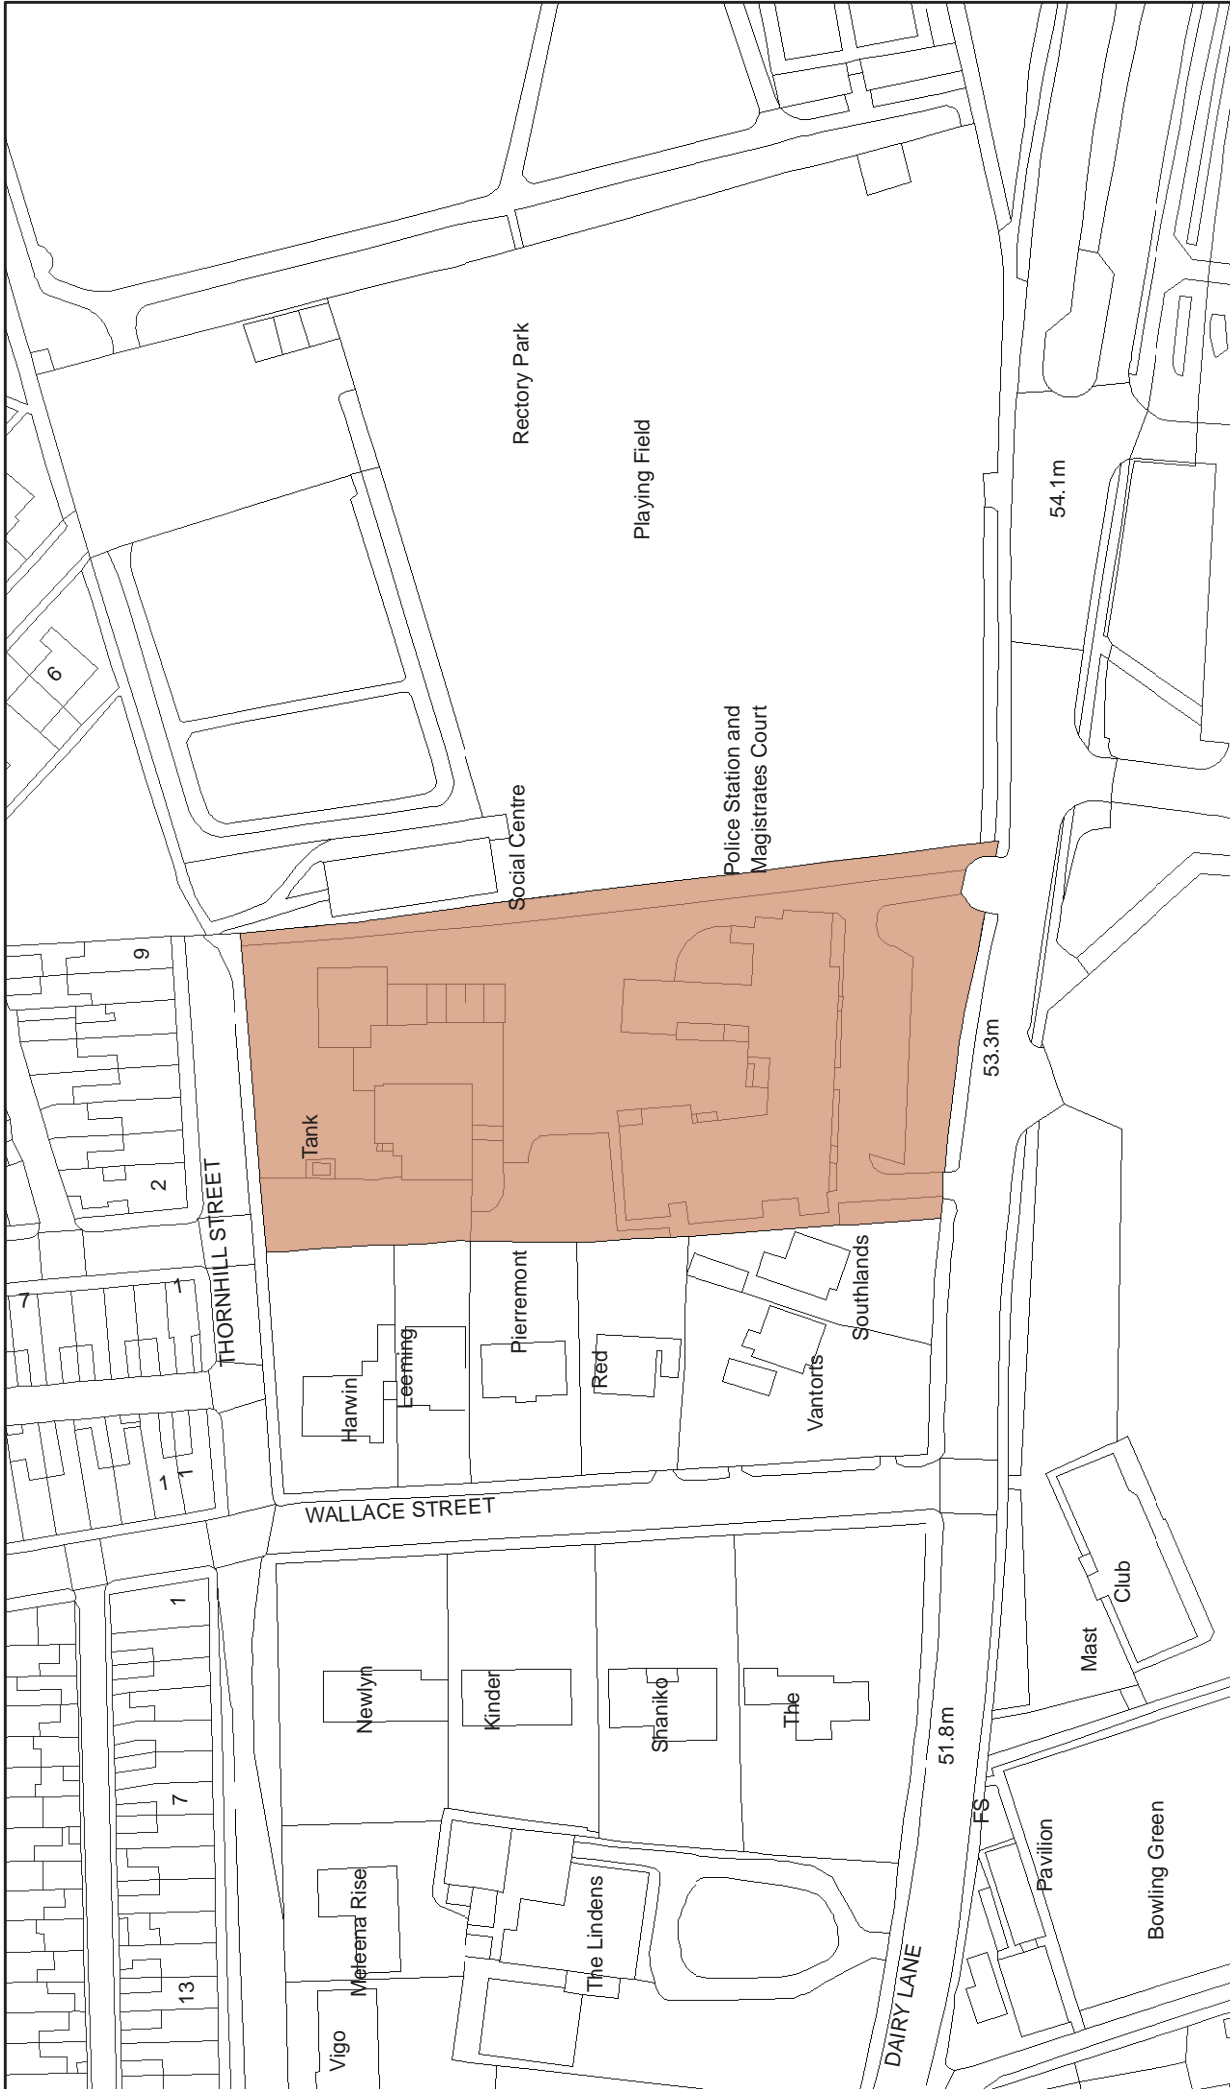 Rectory Park
Playing Field
54.1m
6
Social Centre
Police Station and
Magistrates Court
9
2
THORNHILL STREET
Tank
53.3m
7
1
Harwin
Leeming
Pierremont
Red
Southlands
Vantorts
1
1
WALLACE STREET
1
7
13
Newlyn
Kinder
Shaniko
The
51.8m
Mast
Club
FS
Pavilion
Bowling Green
Meleena Rise
Vigo
The Lindens
DAIRY LANE